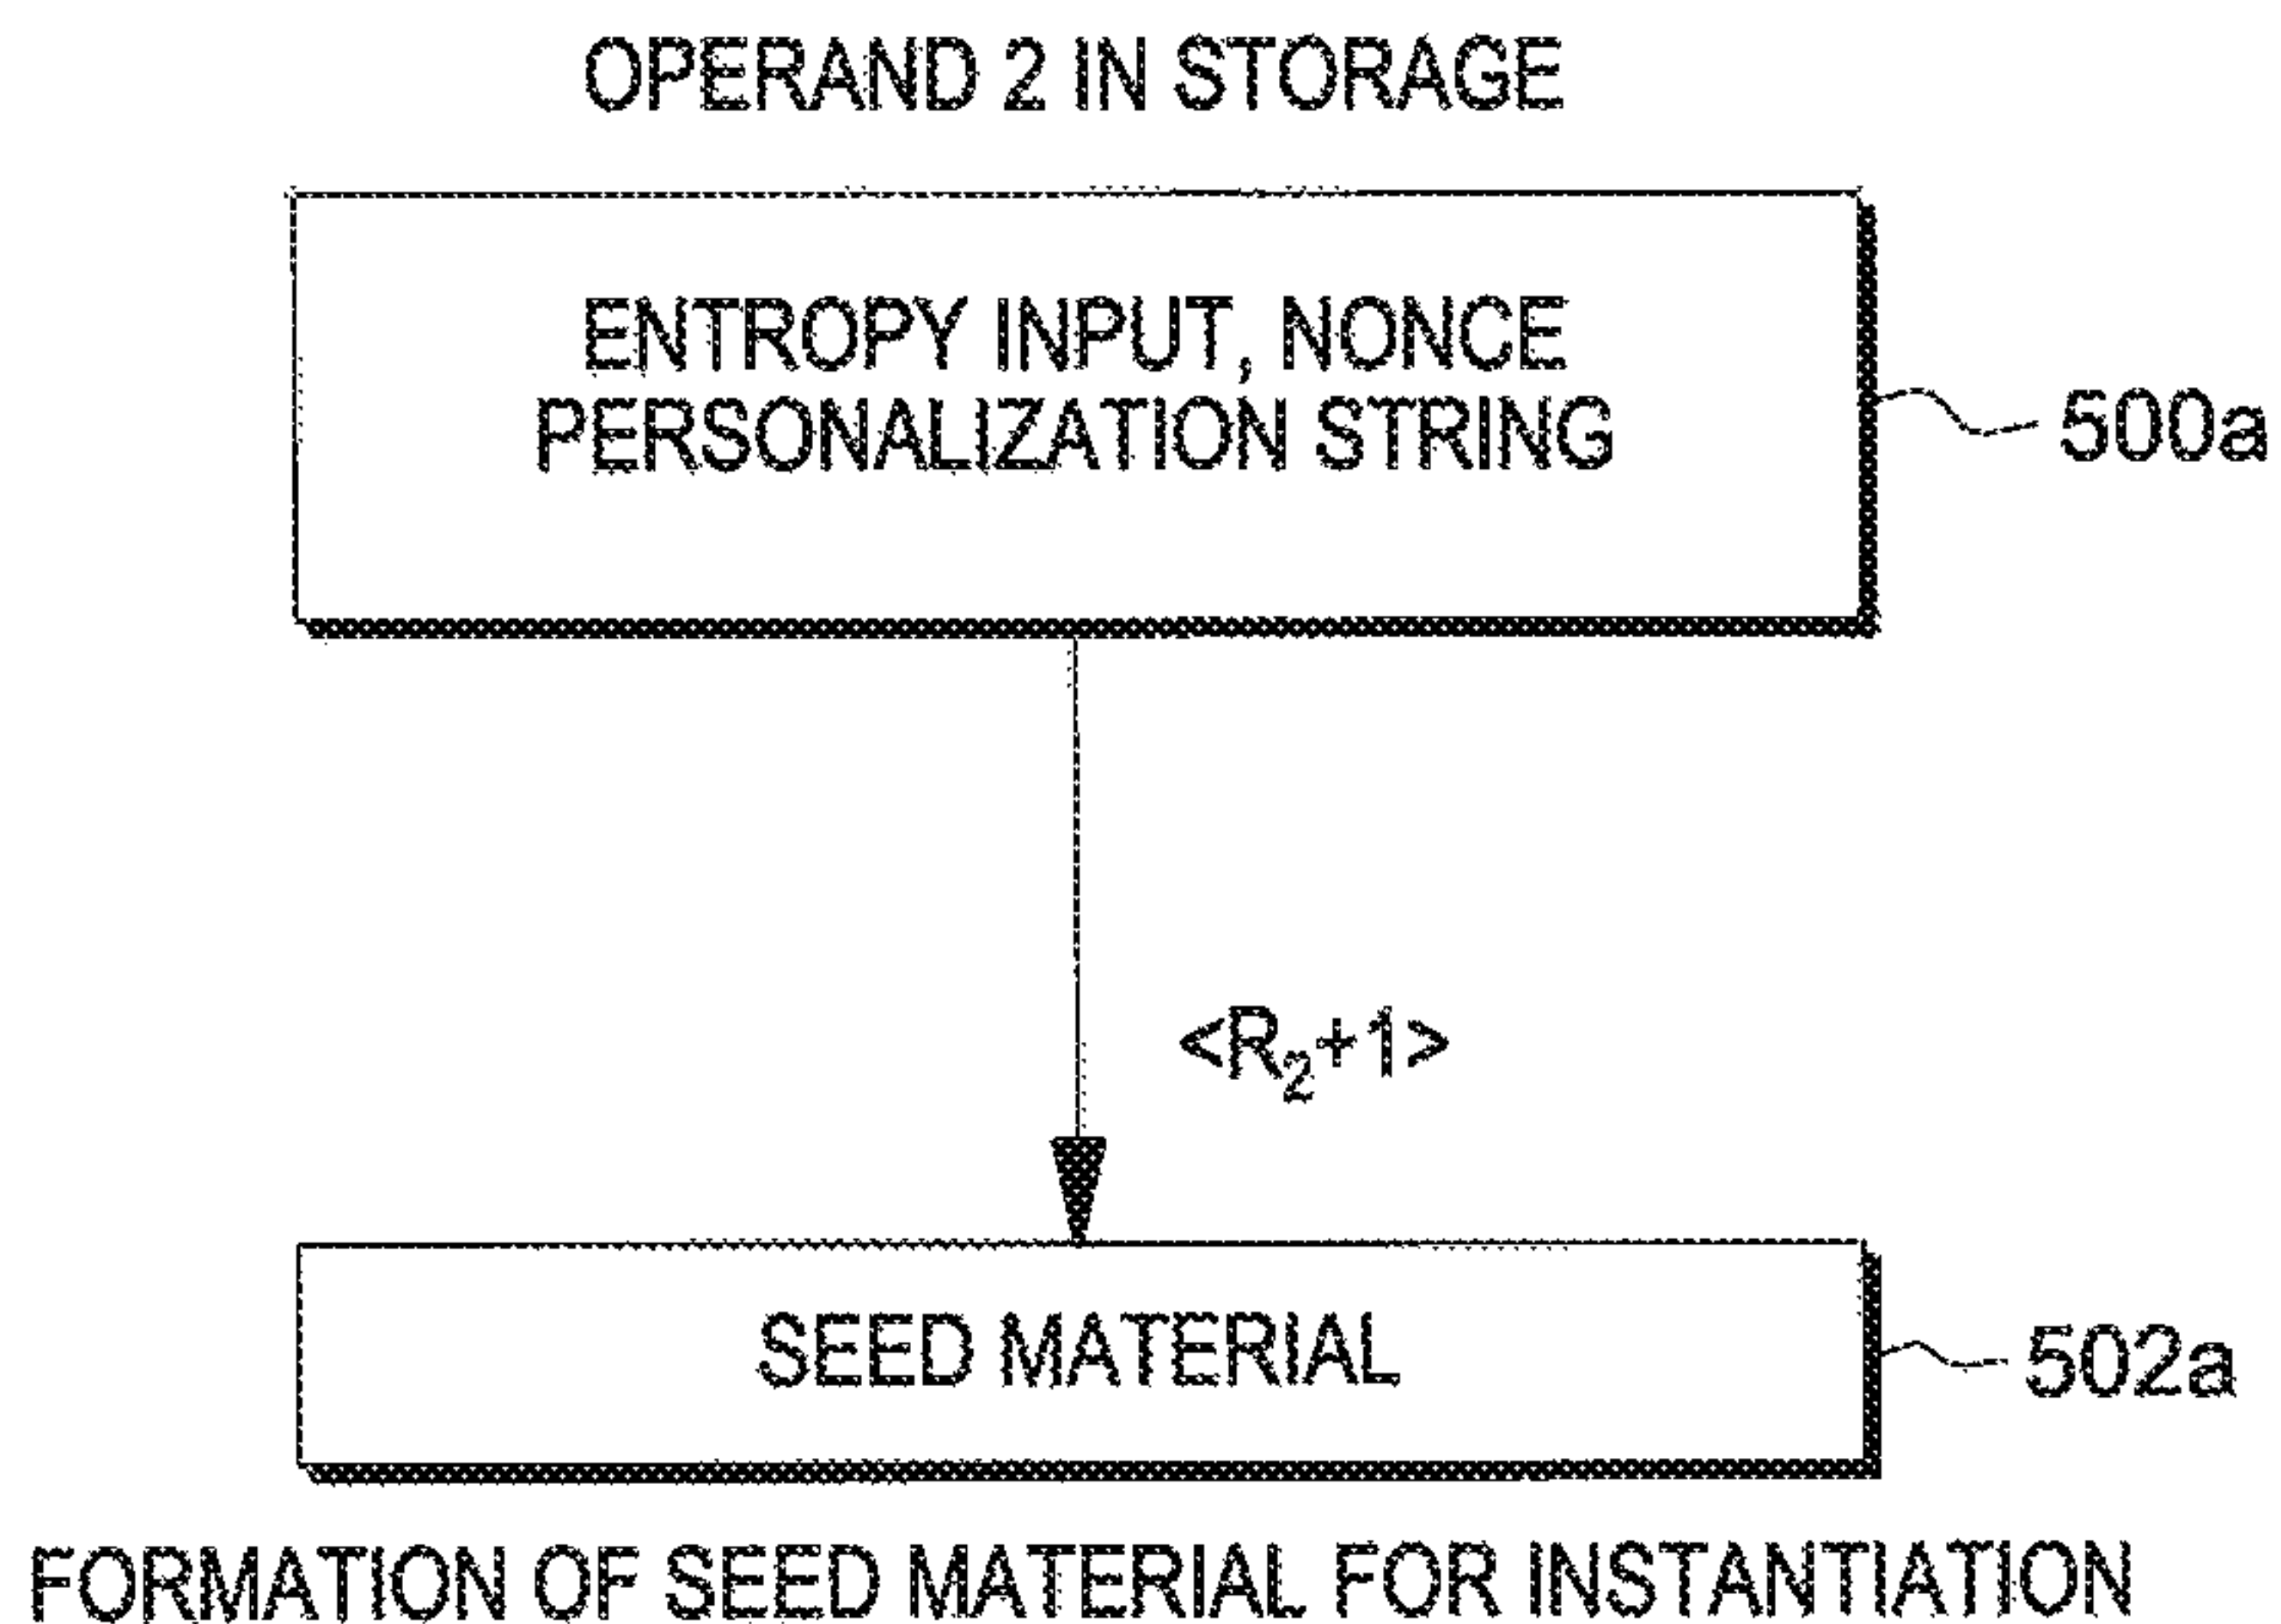 OPERAND 2 IN STORAGE
ENTROPY INPUT, NONCE
PERSONALIZATION STRING
500a
<R₂+1>
SEED MATERIAL
502a
FORMATION OF SEED MATERIAL FOR INSTANTIATION